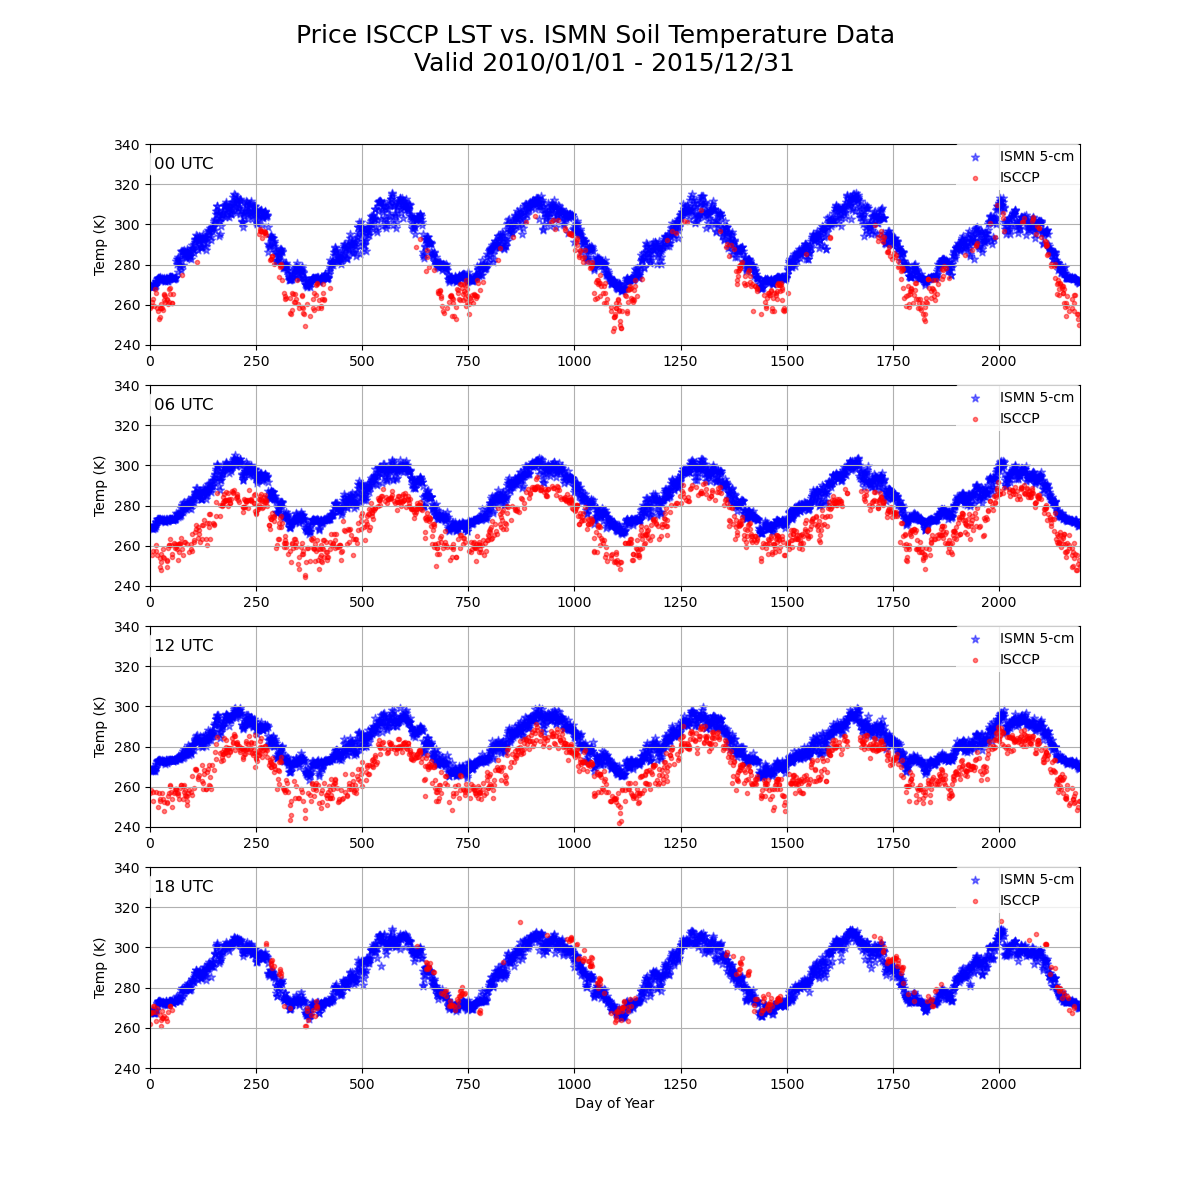 Price ISCCP LST vs. ISMN Soil Temperature Data
Valid 2010/01/01 - 2015/12/31
340
320
300
280
260
240
Temp (K)
00 UTC
ISMN 5-cm
ISCCP
0 250 500 750 1000 1250 1500 1750 2000
340
320
300
280
260
240
Temp (K)
06 UTC
ISMN 5-cm
ISCCP
0 250 500 750 1000 1250 1500 1750 2000
340
320
300
280
260
240
Temp (K)
12 UTC
ISMN 5-cm
ISCCP
0 250 500 750 1000 1250 1500 1750 2000
340
320
300
280
260
240
Temp (K)
18 UTC
ISMN 5-cm
ISCCP
0 250 500 750 1000 1250 1500 1750 2000
Day of Year